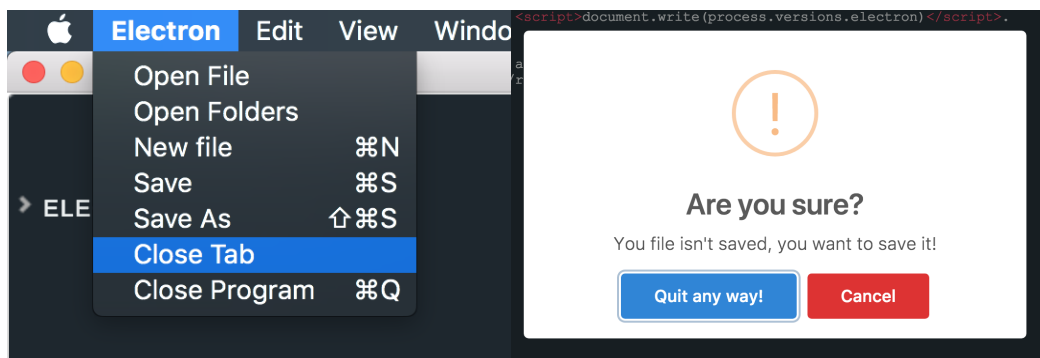 Electron Edit View Windo
Open File
Open Folders
New file ⌘N
Save ⌘S
Save As ⇧⌘S
Close Tab
Close Program ⌘Q
ELE
<script>document.write(process.versions.electron)</script>.
a
/r
!
Are you sure?
You file isn't saved, you want to save it!
Quit any way! Cancel